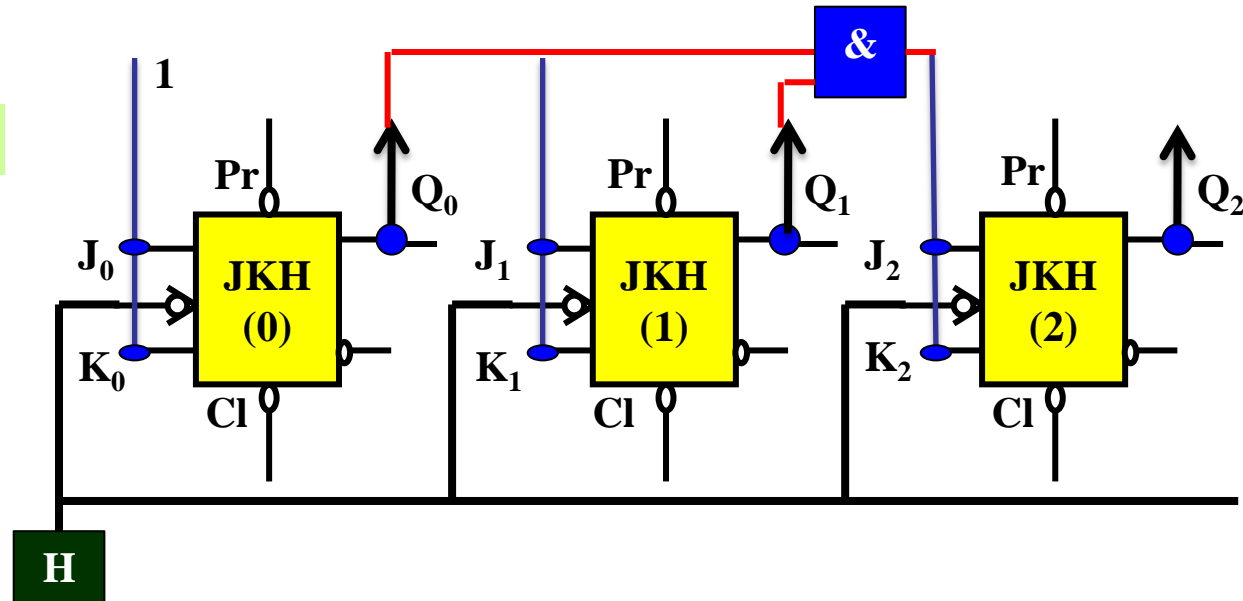 &
1
Pr Q₀ Pr Q₁ Pr Q₂
J₀ JKH J₁ JKH J₂ JKH
(0) (1) (2)
K₀ K₁ K₂
Cl Cl Cl
H